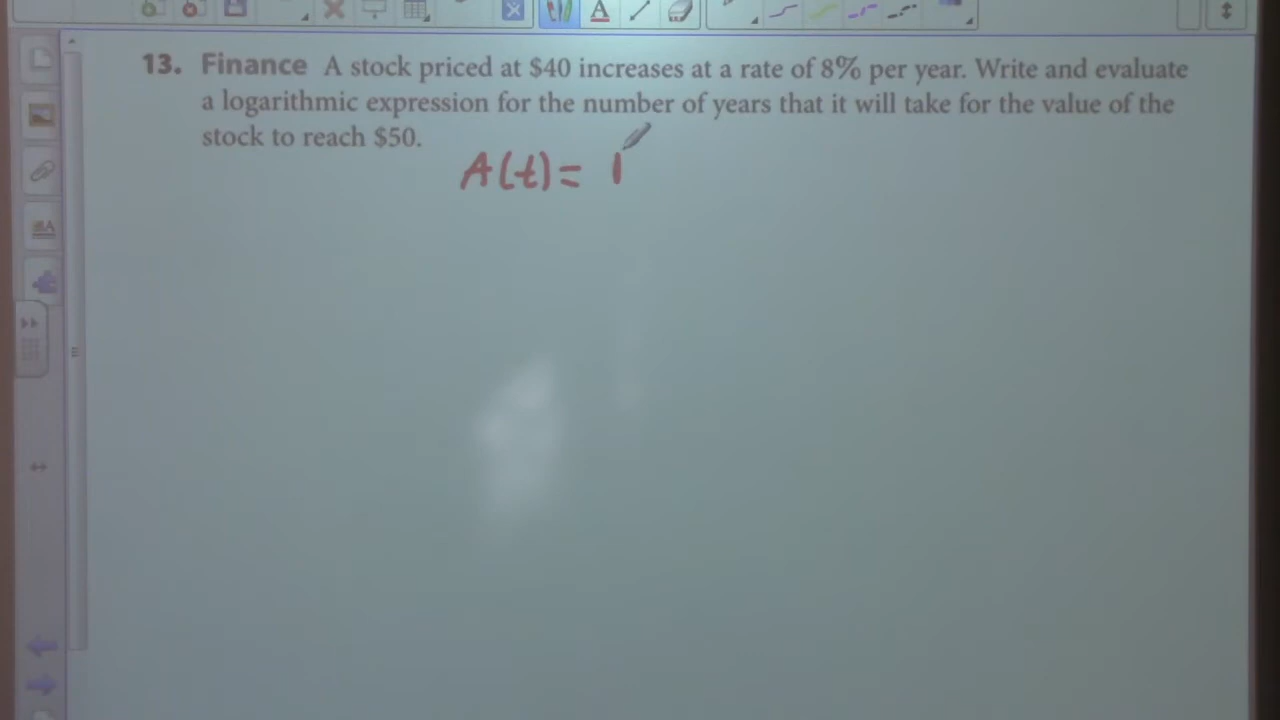 13. Finance A stock priced at $40 increases at a rate of 8% per year. Write and evaluate
a logarithmic expression for the number of years that it will take for the value of the
stock to reach $50.
A(t)= I